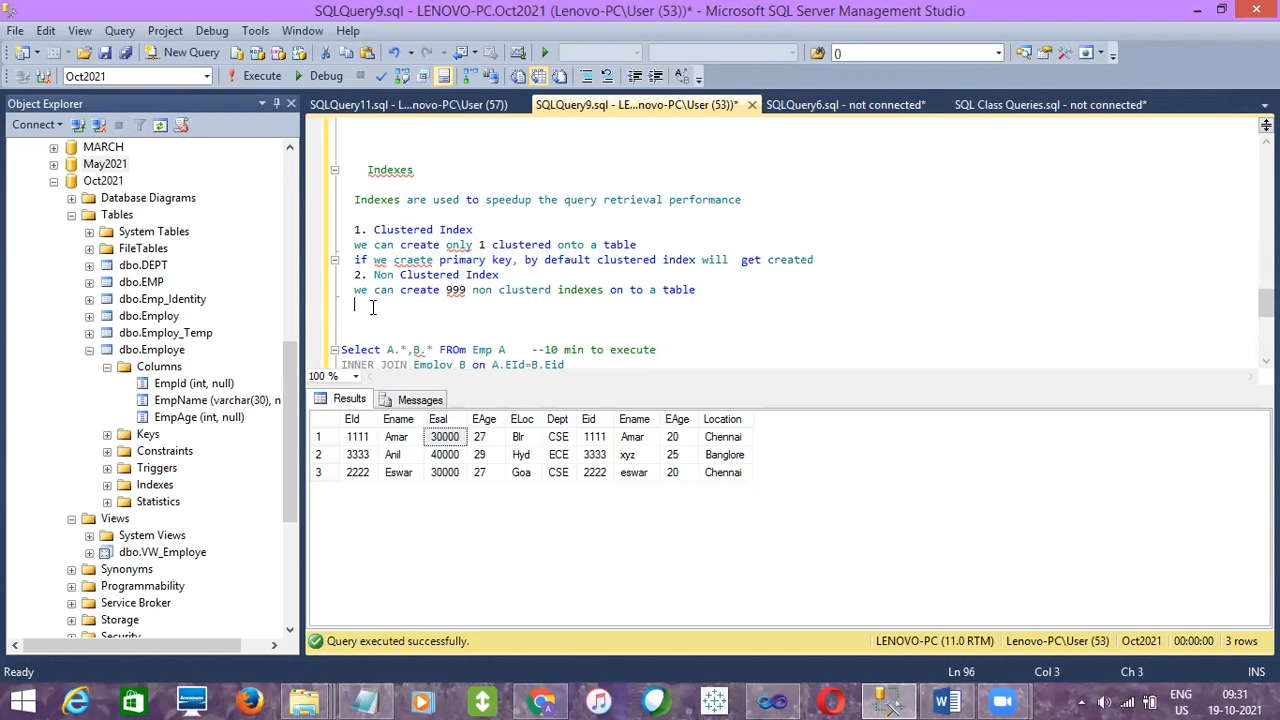 SQLQuery9.sql - LENOVO-PC.Oct2021 (Lenovo-PC\User (53))* - Microsoft SQL Server Management Studio
File Edit View Query Project Debug Tools Window Help
New Query ()
Oct2021 Execute Debug
Object Explorer
SQLQuery11.sql - L...novo-PC\User (57)) SQLQuery9.sql - LE...novo-PC\User (53))* SQLQuery6.sql - not connected* SQL Class Queries.sql - not connected*
Connect
MARCH
May2021
Oct2021
Database Diagrams
Tables
System Tables
FileTables
dbo.DEPT
dbo.EMP
dbo.Emp_Identity
dbo.Employ
dbo.Employ_Temp
dbo.Employe
Columns
EmpId (int, null)
EmpName (varchar(30), n
EmpAge (int, null)
Keys
Constraints
Triggers
Indexes
Statistics
Views
System Views
dbo.VW_Employe
Synonyms
Programmability
Service Broker
Storage
Security
Indexes
Indexes are used to speedup the query retrieval performance
1. Clustered Index
we can create only 1 clustered onto a table
if we craete primary key, by default clustered index will get created
2. Non Clustered Index
we can create 999 non clusterd indexes on to a table
Select A.*,B.* FROm Emp A --10 min to execute
INNER JOIN Employ B on A.EId=B.Eid
100 %
Results Messages
EId Ename Esal EAge ELoc Dept Eid Ename EAge Location
1 1111 Amar 30000 27 Blr CSE 1111 Amar 20 Chennai
2 3333 Anil 40000 29 Hyd ECE 3333 xyz 25 Banglore
3 2222 Eswar 30000 27 Goa CSE 2222 eswar 20 Chennai
Query executed successfully. LENOVO-PC (11.0 RTM) Lenovo-PC\User (53) Oct2021 00:00:00 3 rows
Ready Ln 96 Col 3 Ch 3 INS
ENG
US
09:31
19-10-2021